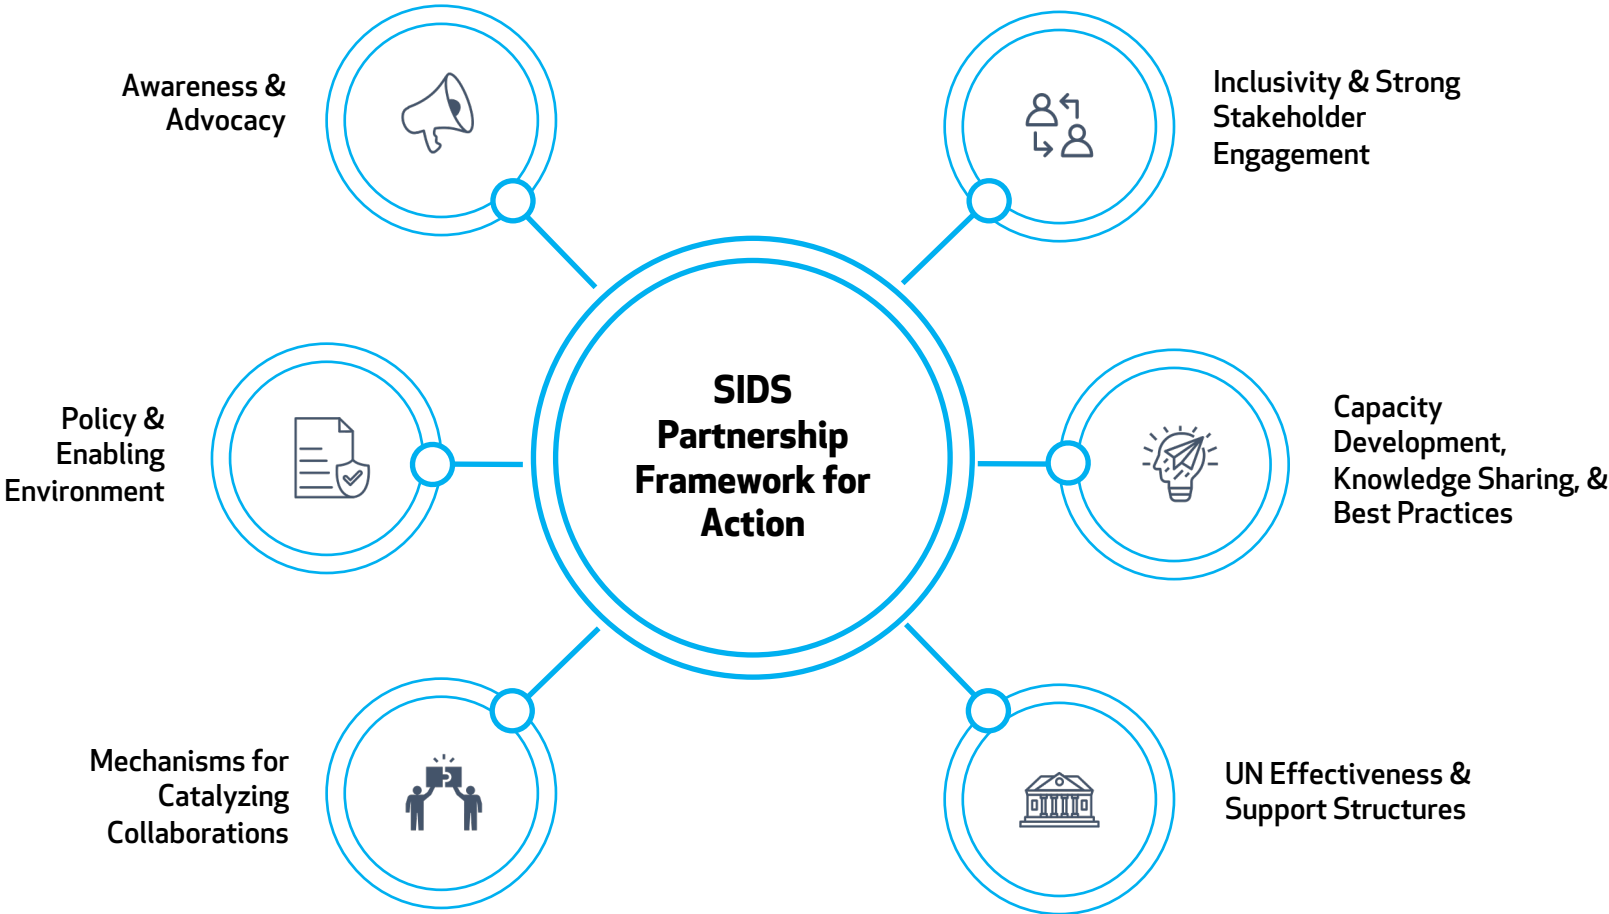 Awareness &
Advocacy
Inclusivity & Strong
Stakeholder
Engagement
Policy &
Enabling
Environment
SIDS
Partnership
Framework for
Action
Capacity
Development,
Knowledge Sharing, &
Best Practices
Mechanisms for
Catalyzing
Collaborations
UN Effectiveness &
Support Structures